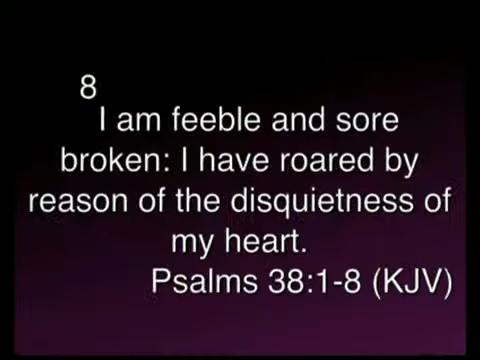 8
I am feeble and sore
broken: I have roared by
reason of the disquietness of
my heart.
Psalms 38:1-8 (KJV)